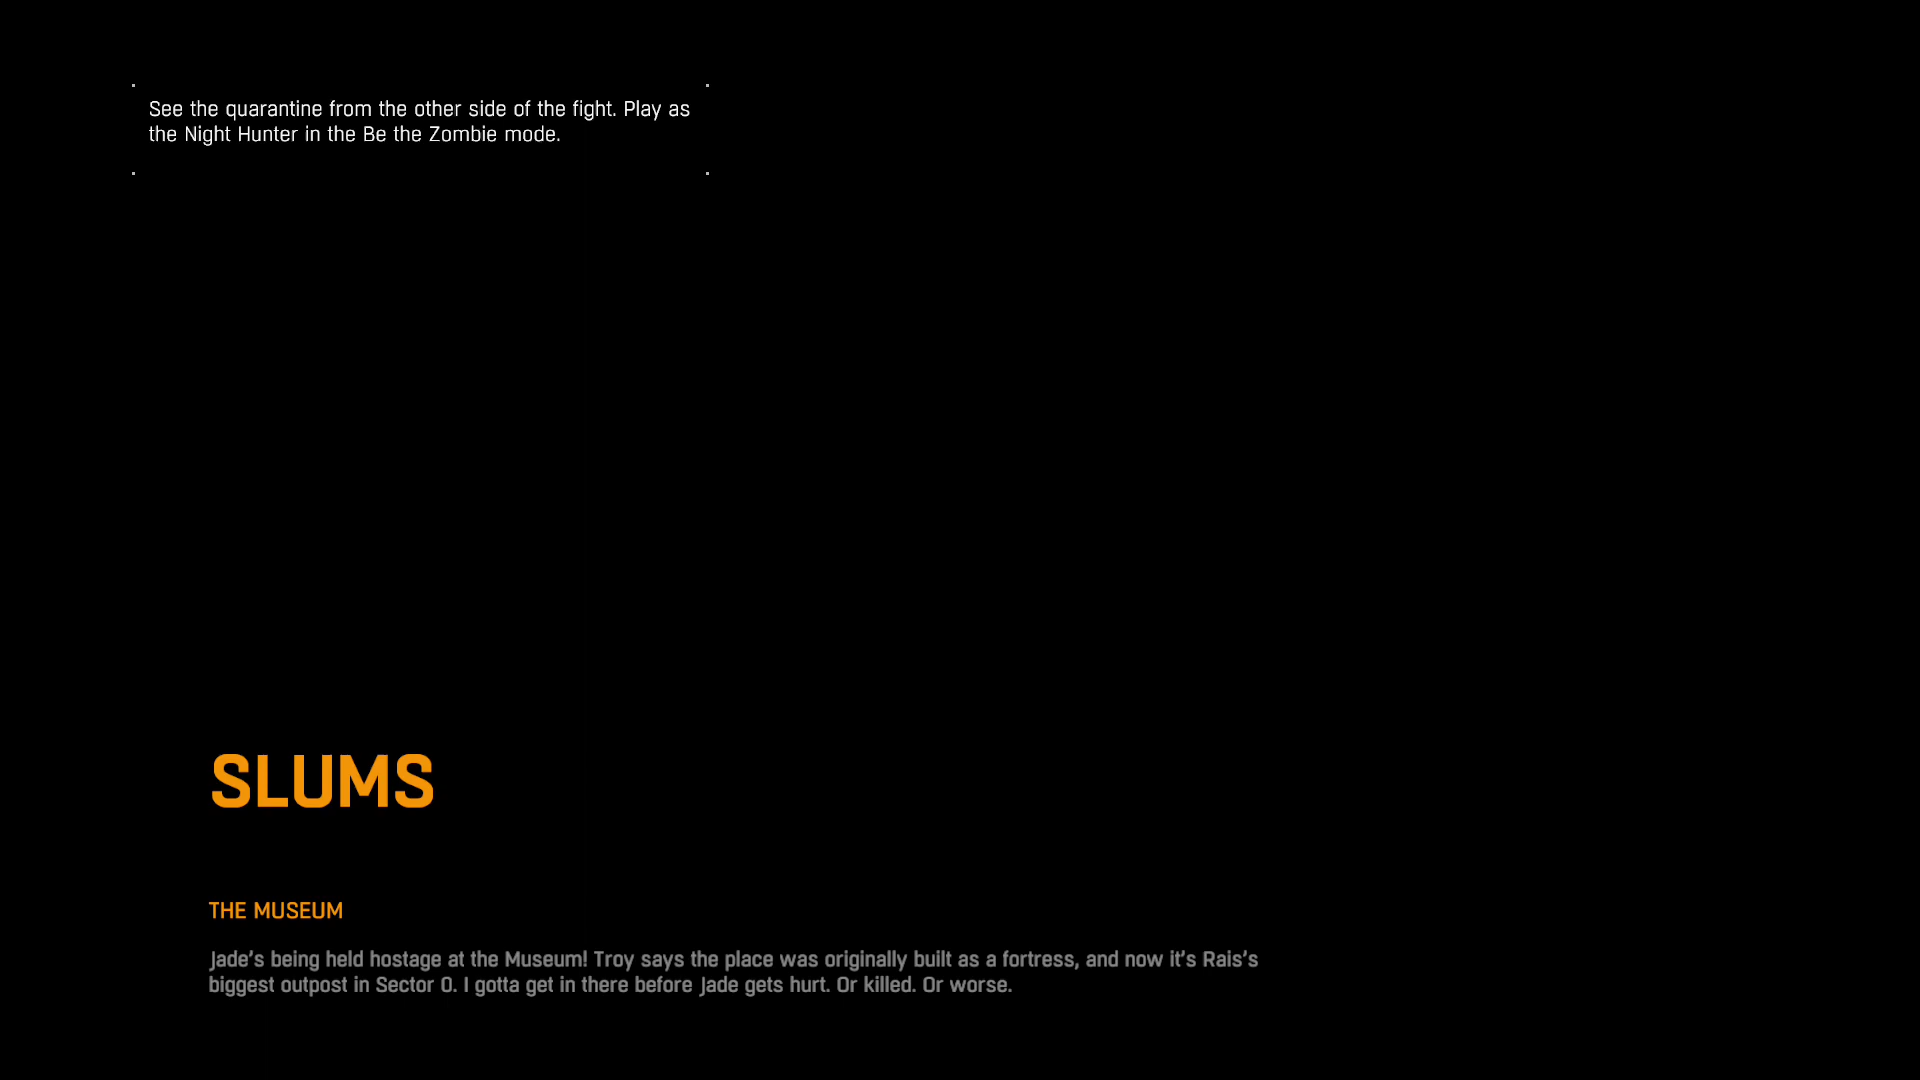 See the quarantine from the other side of the fight. Play as
the Night Hunter in the Be the Zombie mode.
SLUMS
THE MUSEUM
Jade's being held hostage at the Museum! Troy says the place was originally built as a fortress, and now it's Rais's
biggest outpost in Sector 0. I gotta get in there before Jade gets hurt. Or killed. Or worse.